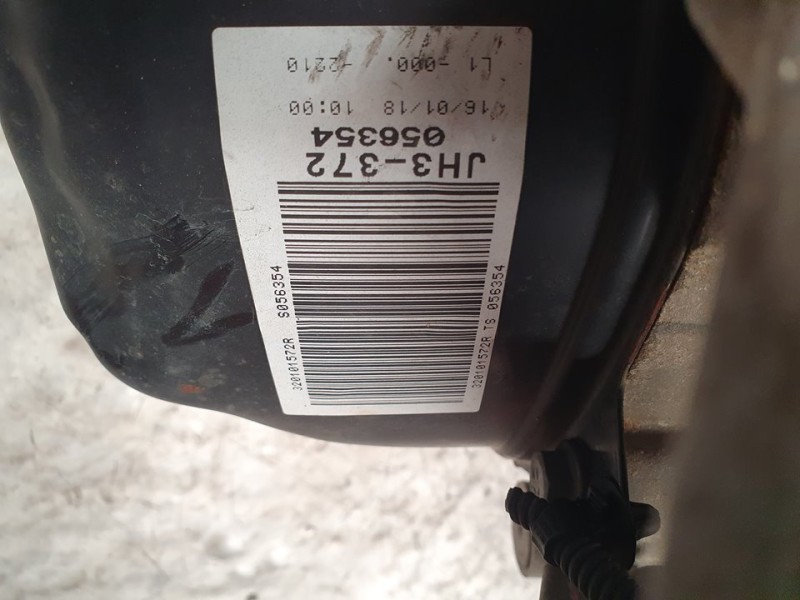 JH3-372
056354
16/01/18 10:00
L1 -000. -2210
320101572R S056354
320101572R TS 056354